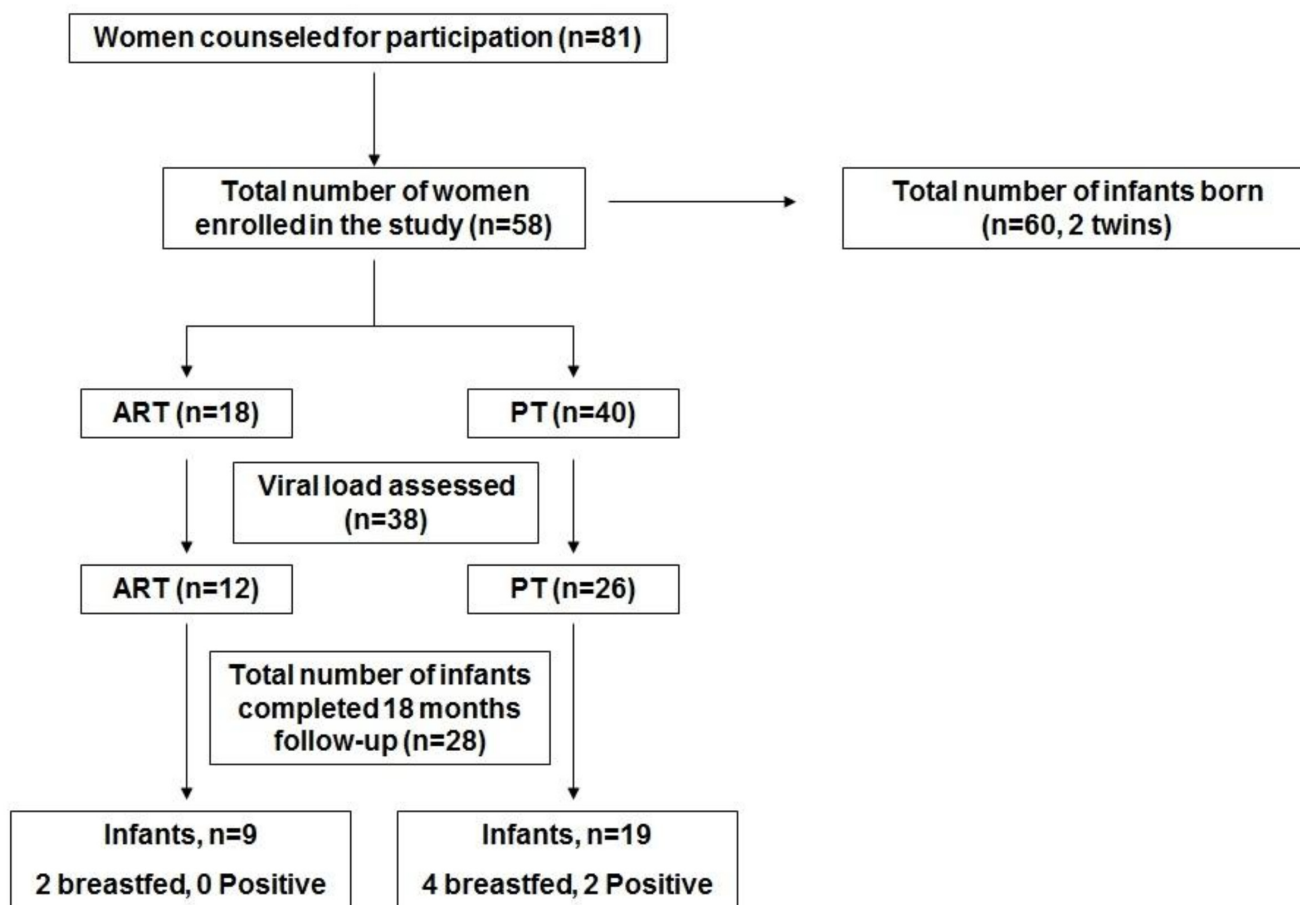 Women counseled for participation (n=81)
Total number of women
enrolled in the study (n=58)
Total number of infants born
(n=60, 2 twins)
ART (n=18)
PT (n=40)
Viral load assessed
(n=38)
ART (n=12)
PT (n=26)
Total number of infants
completed 18 months
follow-up (n=28)
Infants, n=9
2 breastfed, 0 Positive
Infants, n=19
4 breastfed, 2 Positive